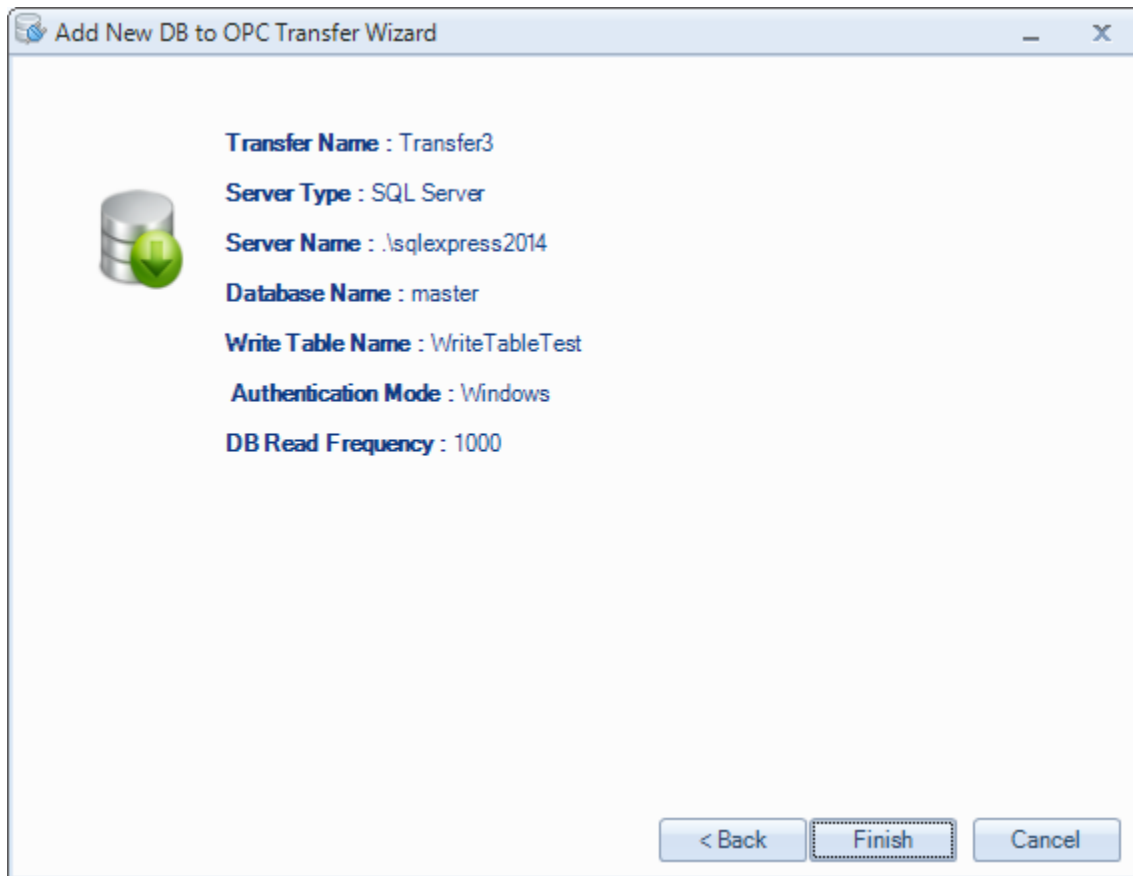 Add New DB to OPC Transfer Wizard
Transfer Name : Transfer3
Server Type : SQL Server
Server Name : .\sqlexpress2014
Database Name : master
Write Table Name : WriteTableTest
Authentication Mode : Windows
DB Read Frequency : 1000
< Back Finish Cancel